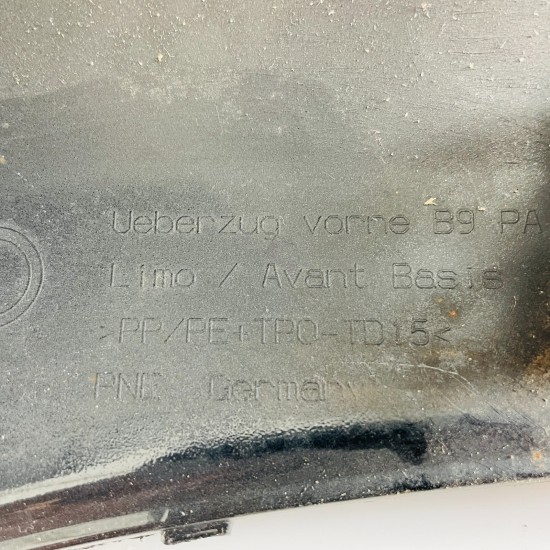 Ueberzug vorne B9 PA
Limo / Avant Basis
>PP/PE+TPO-TD15<
Germany